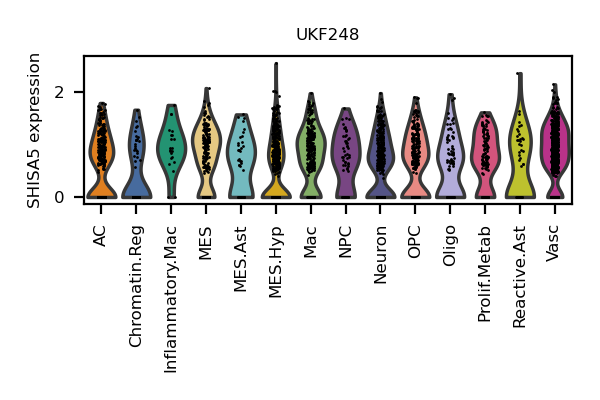 UKF248
SHISA5 expression
2
0
AC
Chromatin.Reg
Inflammatory.Mac
MES
MES.Ast
MES.Hyp
Mac
NPC
Neuron
OPC
Oligo
Prolif.Metab
Reactive.Ast
Vasc